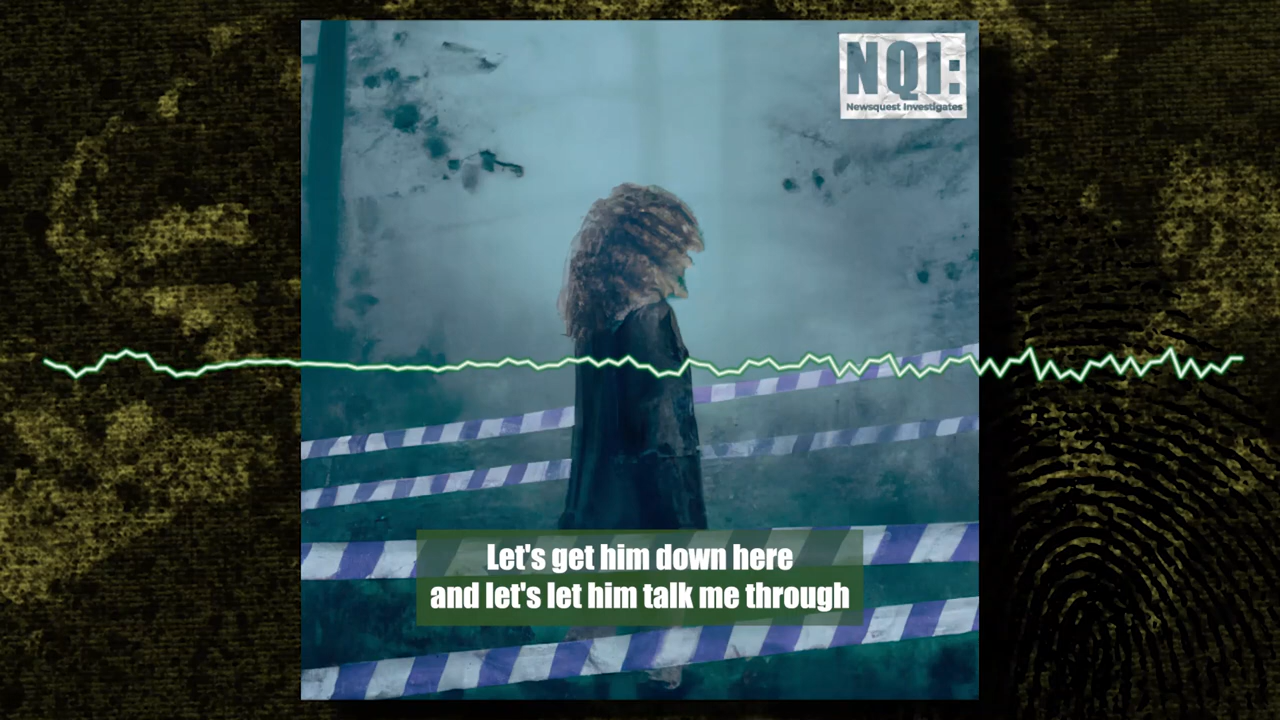 NQI:
Newsquest Investigates
Let's get him down here
and let's let him talk me through